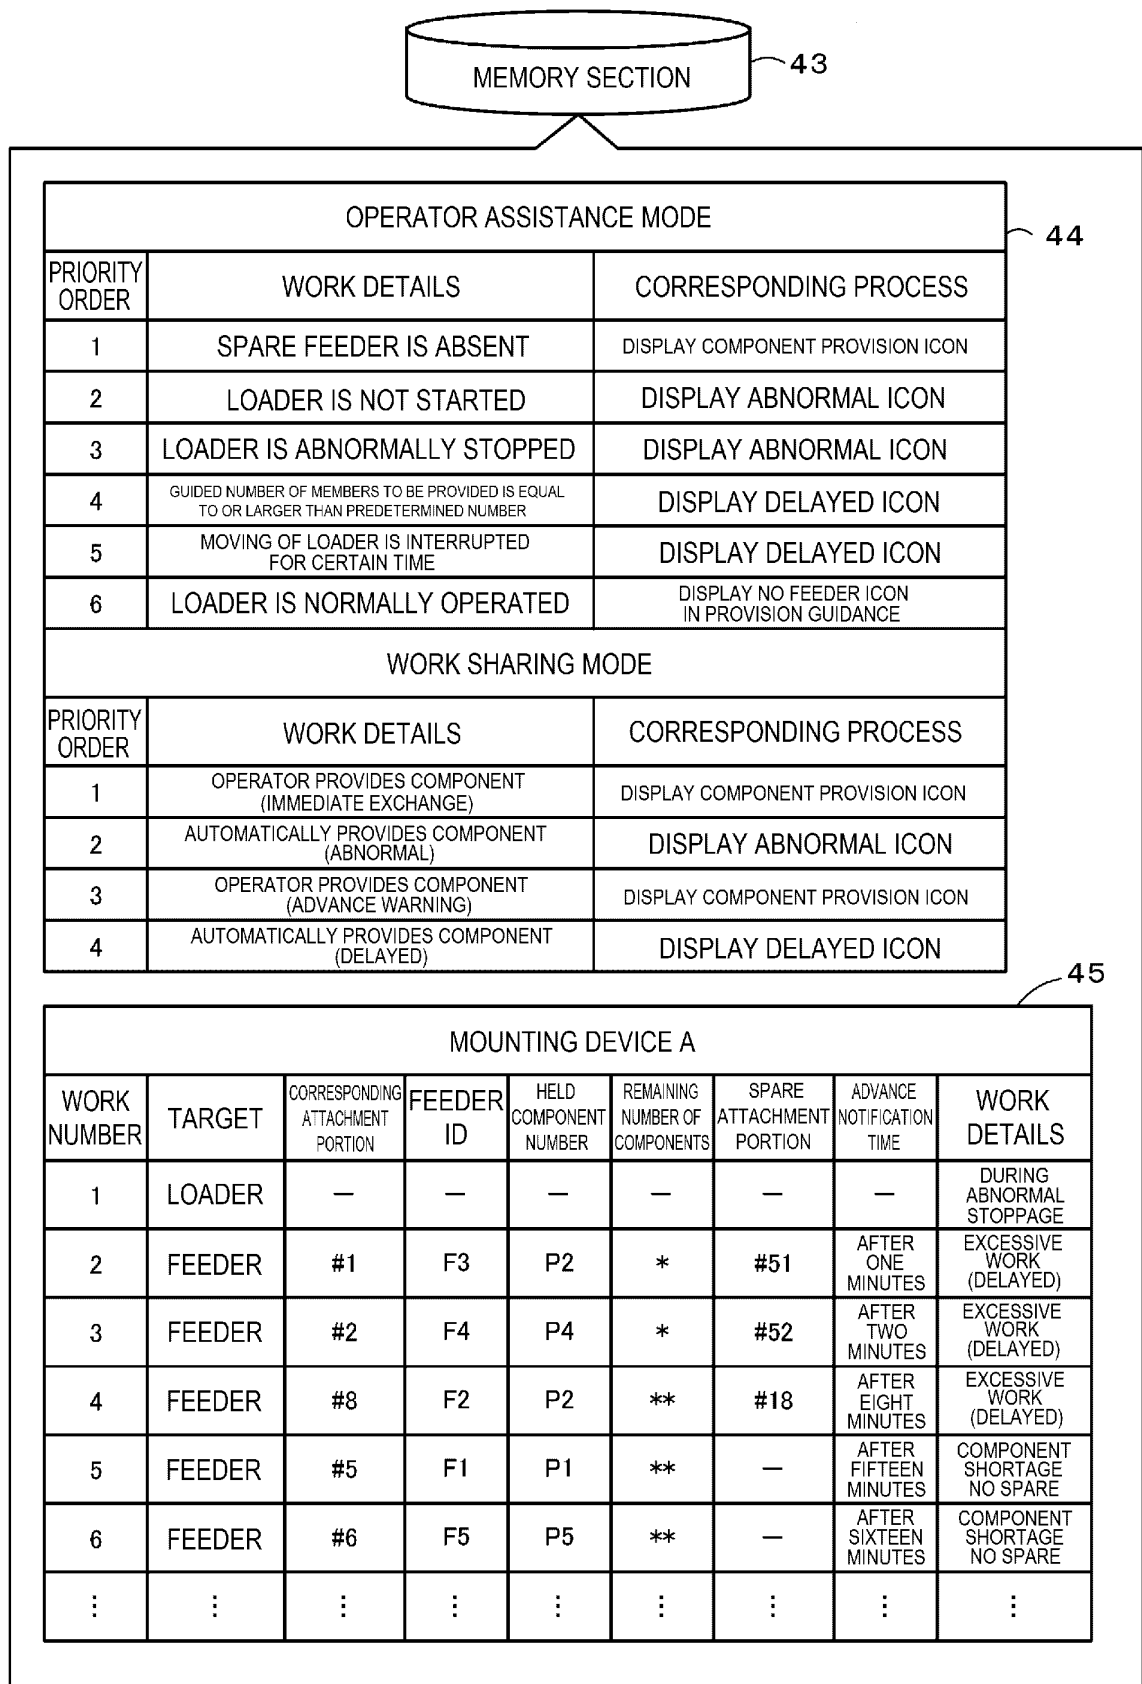 MEMORY SECTION
43
OPERATOR ASSISTANCE MODE
44
PRIORITY ORDER
WORK DETAILS
CORRESPONDING PROCESS
1
SPARE FEEDER IS ABSENT
DISPLAY COMPONENT PROVISION ICON
2
LOADER IS NOT STARTED
DISPLAY ABNORMAL ICON
3
LOADER IS ABNORMALLY STOPPED
DISPLAY ABNORMAL ICON
4
GUIDED NUMBER OF MEMBERS TO BE PROVIDED IS EQUAL
TO OR LARGER THAN PREDETERMINED NUMBER
DISPLAY DELAYED ICON
5
MOVING OF LOADER IS INTERRUPTED
FOR CERTAIN TIME
DISPLAY DELAYED ICON
6
LOADER IS NORMALLY OPERATED
DISPLAY NO FEEDER ICON
IN PROVISION GUIDANCE
WORK SHARING MODE
PRIORITY
ORDER
WORK DETAILS
CORRESPONDING PROCESS
1
OPERATOR PROVIDES COMPONENT
(IMMEDIATE EXCHANGE)
DISPLAY COMPONENT PROVISION ICON
2
AUTOMATICALLY PROVIDES COMPONENT
(ABNORMAL)
DISPLAY ABNORMAL ICON
3
OPERATOR PROVIDES COMPONENT
(ADVANCE WARNING)
DISPLAY COMPONENT PROVISION ICON
4
AUTOMATICALLY PROVIDES COMPONENT
(DELAYED)
DISPLAY DELAYED ICON
45
MOUNTING DEVICE A
WORK
NUMBER
TARGET
CORRESPONDING
ATTACHMENT
PORTION
FEEDER
ID
HELD
COMPONENT
NUMBER
REMAINING
NUMBER OF
COMPONENTS
SPARE
ATTACHMENT
PORTION
ADVANCE
NOTIFICATION
TIME
WORK
DETAILS
1
LOADER
—
—
—
—
—
—
DURING
ABNORMAL
STOPPAGE
2
FEEDER
#1
F3
P2
*
#51
AFTER
ONE
MINUTES
EXCESSIVE
WORK
(DELAYED)
3
FEEDER
#2
F4
P4
*
#52
AFTER
TWO
MINUTES
EXCESSIVE
WORK
(DELAYED)
4
FEEDER
#8
F2
P2
**
#18
AFTER
EIGHT
MINUTES
EXCESSIVE
WORK
(DELAYED)
5
FEEDER
#5
F1
P1
**
—
AFTER
FIFTEEN
MINUTES
COMPONENT
SHORTAGE
NO SPARE
6
FEEDER
#6
F5
P5
**
—
AFTER
SIXTEEN
MINUTES
COMPONENT
SHORTAGE
NO SPARE
⋮
⋮
⋮
⋮
⋮
⋮
⋮
⋮
⋮